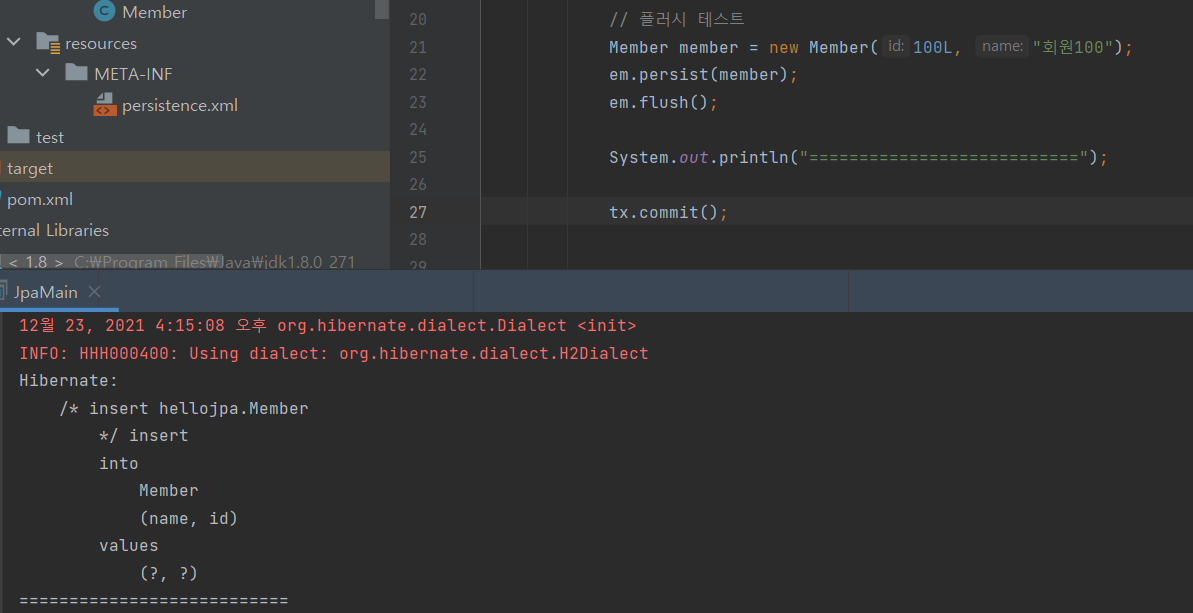 Member
resources
META-INF
persistence.xml
test
target
pom.xml
ternal Libraries
< 1.8 > C:₩Program Files₩Java₩jdk1.8.0_271
20 // 플러시 테스트
21 Member member = new Member( id: 100L, name: "회원100");
22 em.persist(member);
23 em.flush();
24
25 System.out.println("===========================");
26
27 tx.commit();
28
29
JpaMain
12월 23, 2021 4:15:08 오후 org.hibernate.dialect.Dialect <init>
INFO: HHH000400: Using dialect: org.hibernate.dialect.H2Dialect
Hibernate:
/* insert hellojpa.Member
*/ insert
into
Member
(name, id)
values
(?, ?)
===========================